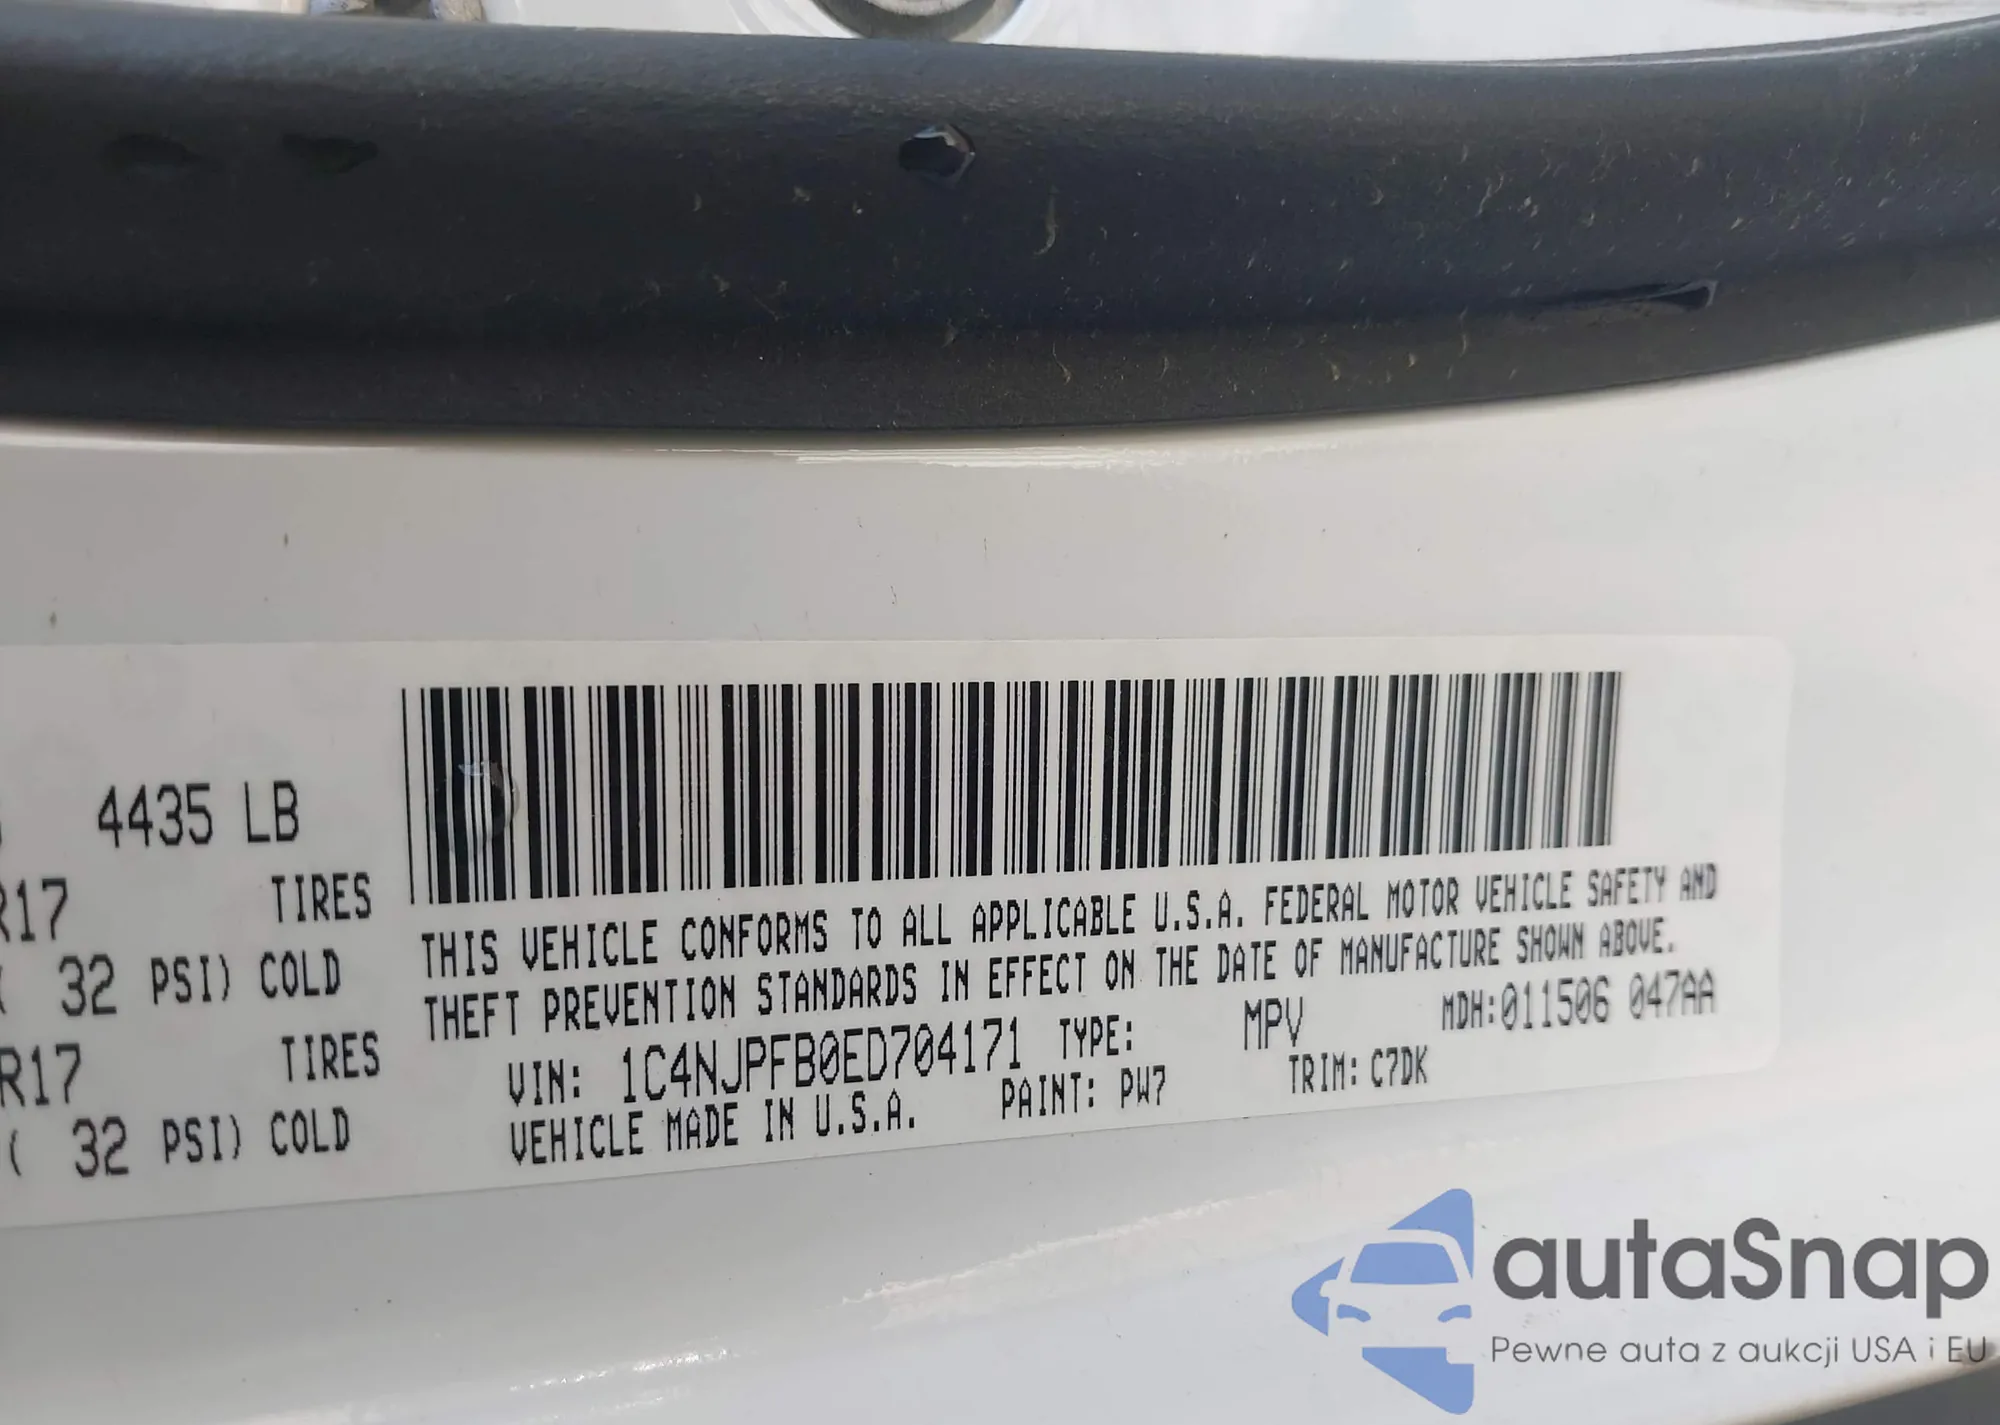 4435 LB
R17 TIRES
( 32 PSI) COLD
R17 TIRES
( 32 PSI) COLD
THIS VEHICLE CONFORMS TO ALL APPLICABLE U.S.A. FEDERAL MOTOR VEHICLE SAFETY AND
THEFT PREVENTION STANDARDS IN EFFECT ON THE DATE OF MANUFACTURE SHOWN ABOVE.
VIN: 1C4NJPFB0ED704171 TYPE: MPV MDH:011506 047AA
VEHICLE MADE IN U.S.A. PAINT: PW7 TRIM: C7DK
autaSnap
Pewne auta z aukcji USA i EU